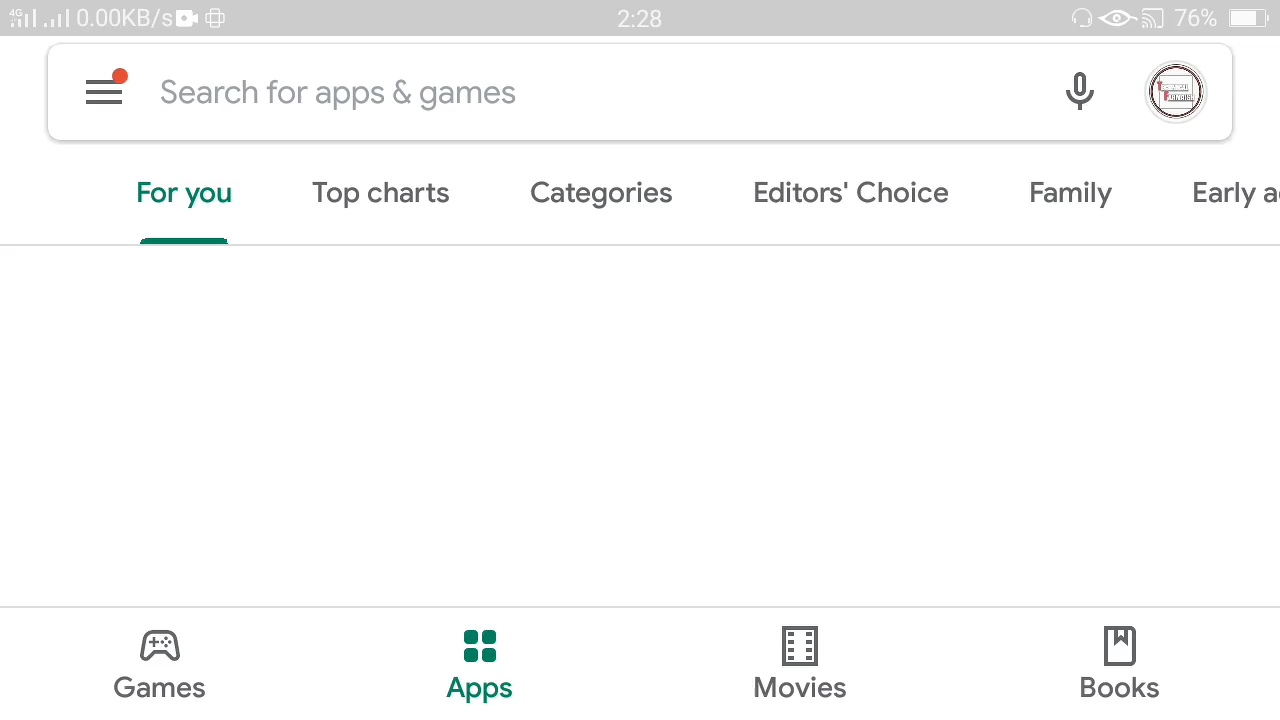 4G 0.00KB/s 2:28 76%
Search for apps & games
For you Top charts Categories Editors' Choice Family Early a
Games Apps Movies Books